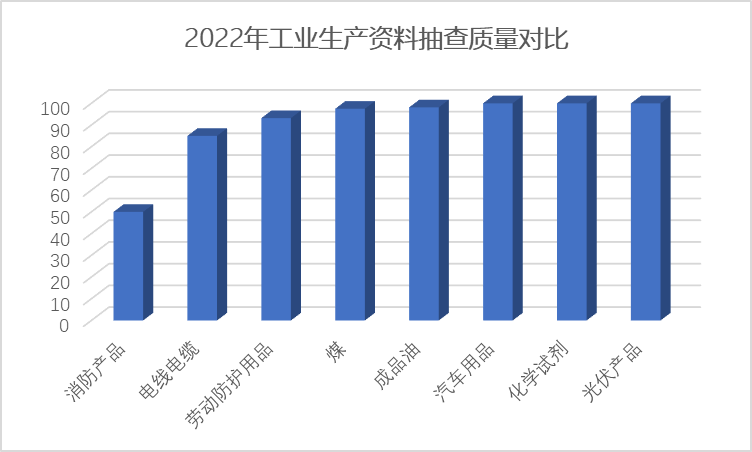 2022年工业生产资料抽查质量对比
100
90
80
70
60
50
40
30
20
10
0
消防产品
电线电缆
劳动防护用品
煤
成品油
汽车用品
化学试剂
光伏产品